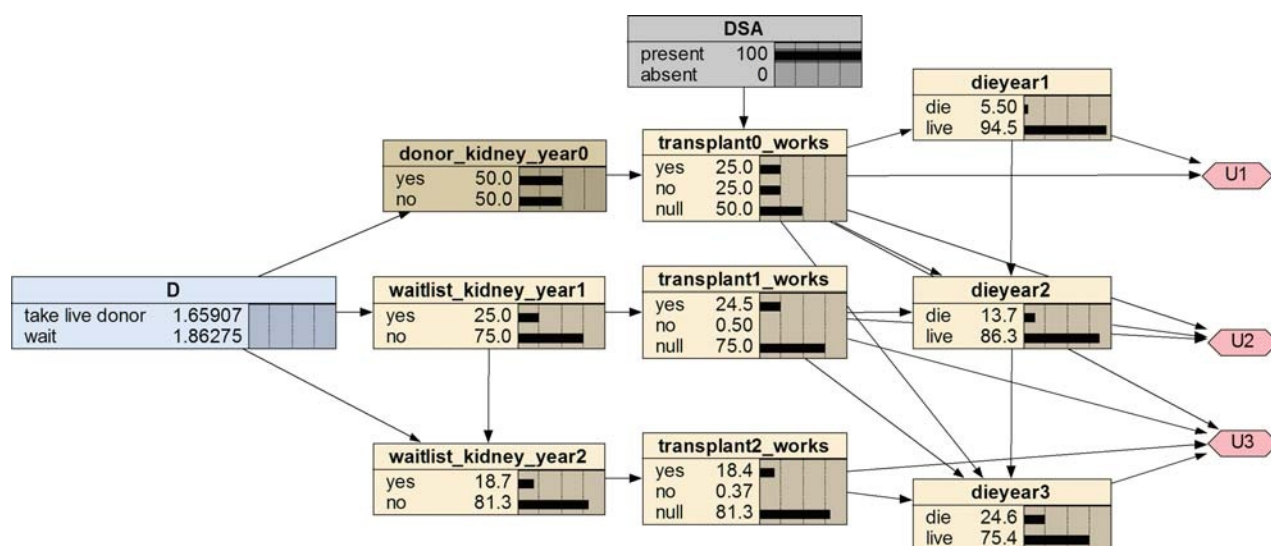 DSA
present 100
absent 0
dieyear1
die 5.50
live 94.5
donor_kidney_year0
yes 50.0
no 50.0
transplant0_works
yes 25.0
no 25.0
null 50.0
U1
D
take live donor 1.65907
wait 1.86275
waitlist_kidney_year1
yes 25.0
no 75.0
transplant1_works
yes 24.5
no 0.50
null 75.0
dieyear2
die 13.7
live 86.3
U2
waitlist_kidney_year2
yes 18.7
no 81.3
transplant2_works
yes 18.4
no 0.37
null 81.3
U3
dieyear3
die 24.6
live 75.4